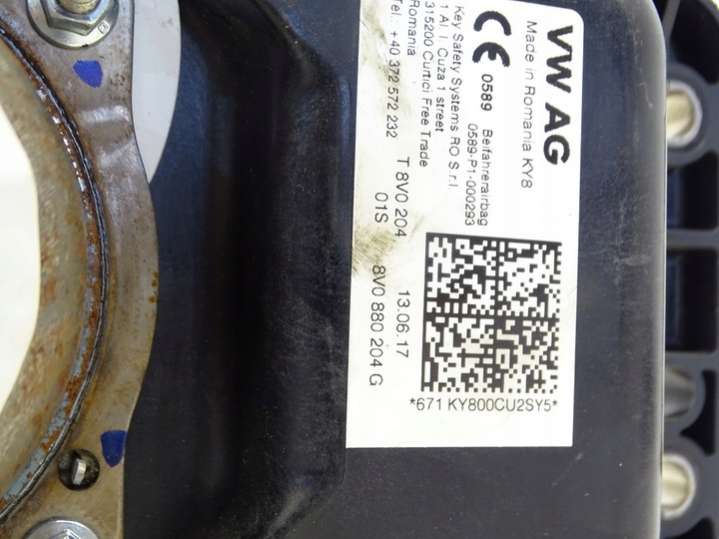 VW AG
Made in Romania KY8
CE 0589 Beifahrerairbag
0589-P1-000293
Key Safety Systems RO S.r.l.
1 Al. I. Cuza 1 street
315200 Curtici Free Trade
Romania
Tel.: +40 372 572 232
T 8V0 204 13.06.17
01S 8V0 880 204 G
*671 KY800CU2SY5*